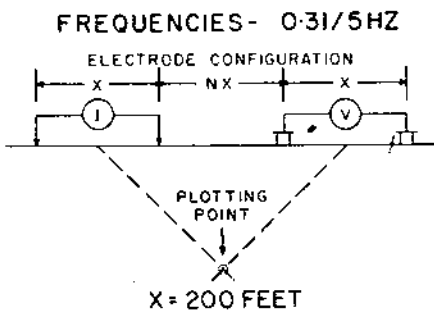 FREQUENCIES- 0·31/5HZ
ELECTRODE CONFIGURATION
X NX X
I V
PLOTTING
POINT
X = 200 FEET